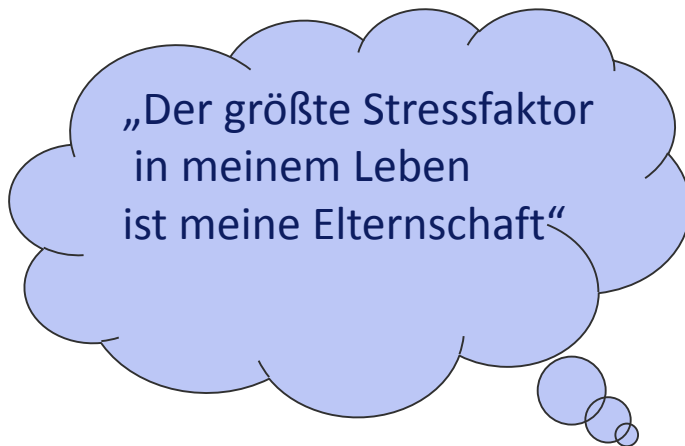 „Der größte Stressfaktor
in meinem Leben
ist meine Elternschaft“